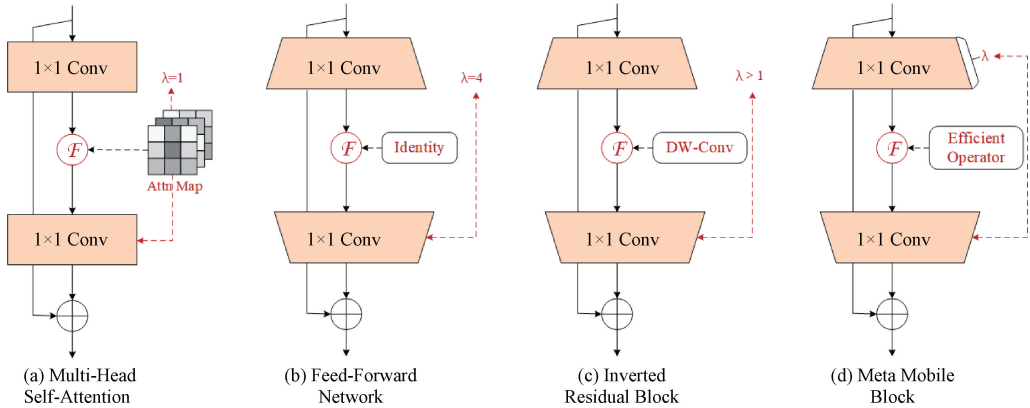 1×1 Conv
λ=1
ℱ
Attn Map
1×1 Conv
(a) Multi-Head
Self-Attention
1×1 Conv
λ=4
ℱ
Identity
1×1 Conv
(b) Feed-Forward
Network
1×1 Conv
λ > 1
ℱ
DW-Conv
1×1 Conv
(c) Inverted
Residual Block
1×1 Conv
λ
ℱ
Efficient
Operator
1×1 Conv
(d) Meta Mobile
Block